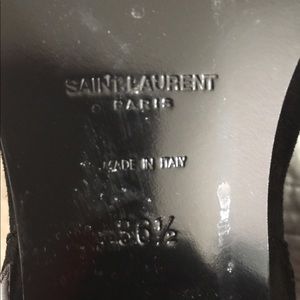 SAINT LAURENT
PARIS
MADE IN ITALY
36½